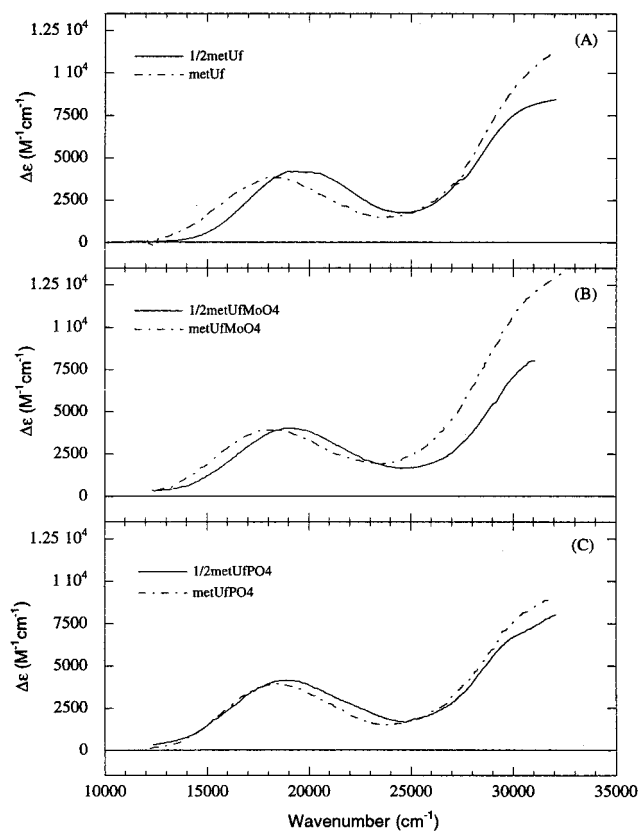 1.25 10⁴
1 10⁴
7500
5000
2500
0
Δε (M⁻¹cm⁻¹)
(A)
1/2metUf
metUf
1.25 10⁴
1 10⁴
7500
5000
2500
0
Δε (M⁻¹cm⁻¹)
(B)
1/2metUfMoO4
metUfMoO4
1.25 10⁴
1 10⁴
7500
5000
2500
0
Δε (M⁻¹cm⁻¹)
(C)
1/2metUfPO4
metUfPO4
10000 15000 20000 25000 30000 35000
Wavenumber (cm⁻¹)